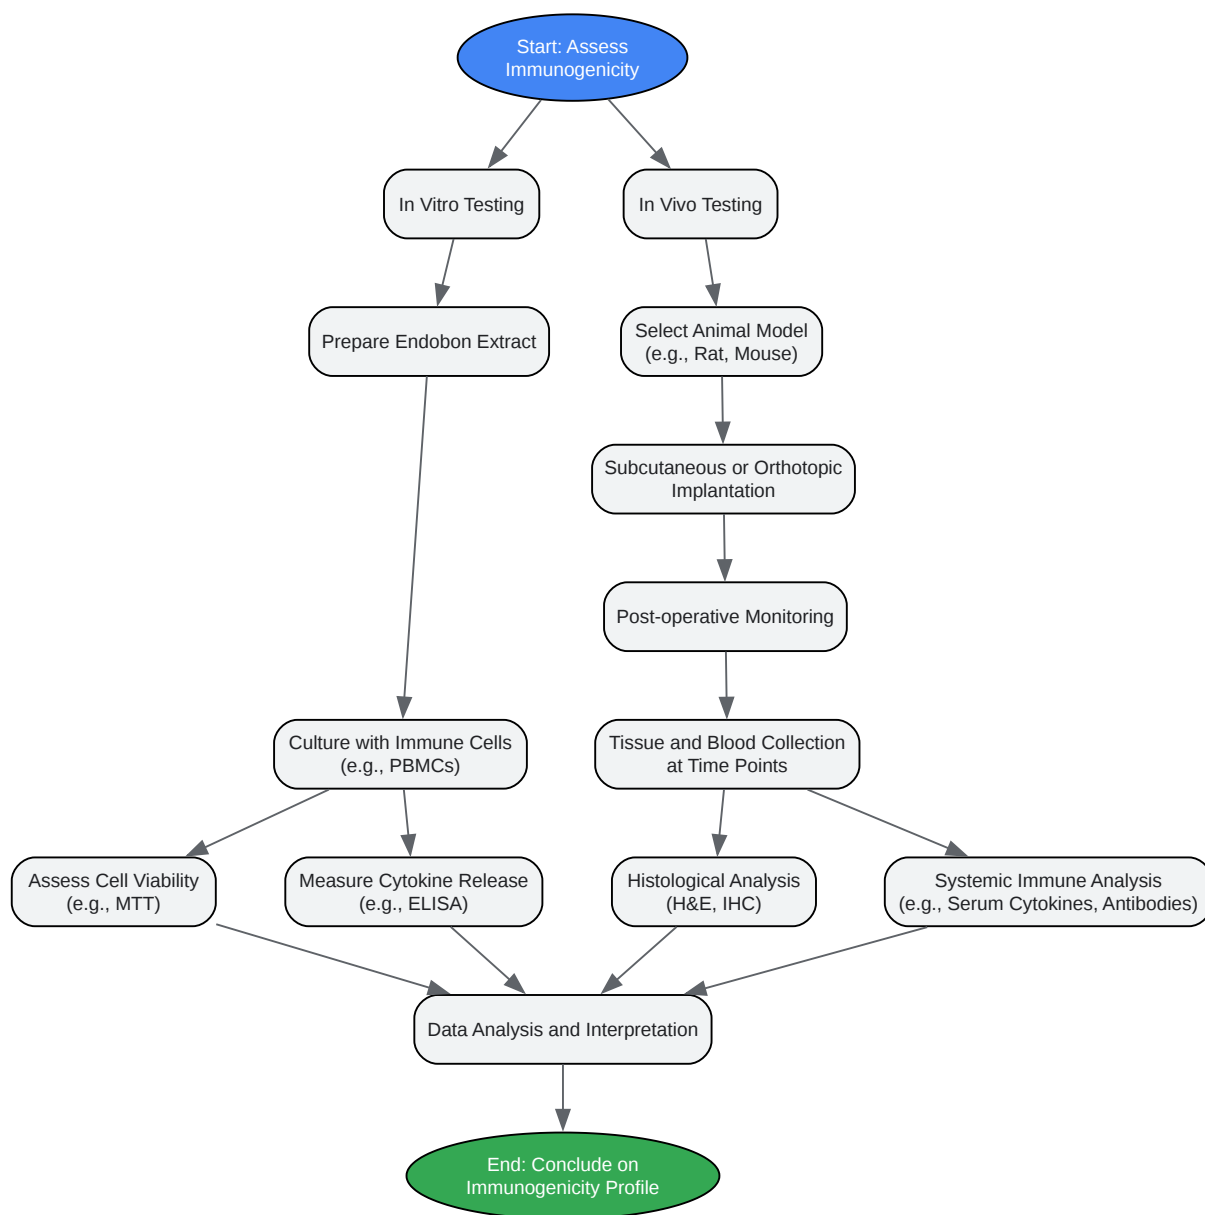 Start: Assess
Immunogenicity
In Vitro Testing
In Vivo Testing
Prepare Endobon Extract
Select Animal Model
(e.g., Rat, Mouse)
Subcutaneous or Orthotopic
Implantation
Post-operative Monitoring
Culture with Immune Cells
(e.g., PBMCs)
Tissue and Blood Collection
at Time Points
Assess Cell Viability
(e.g., MTT)
Measure Cytokine Release
(e.g., ELISA)
Histological Analysis
(H&E, IHC)
Systemic Immune Analysis
(e.g., Serum Cytokines, Antibodies)
Data Analysis and Interpretation
End: Conclude on
Immunogenicity Profile